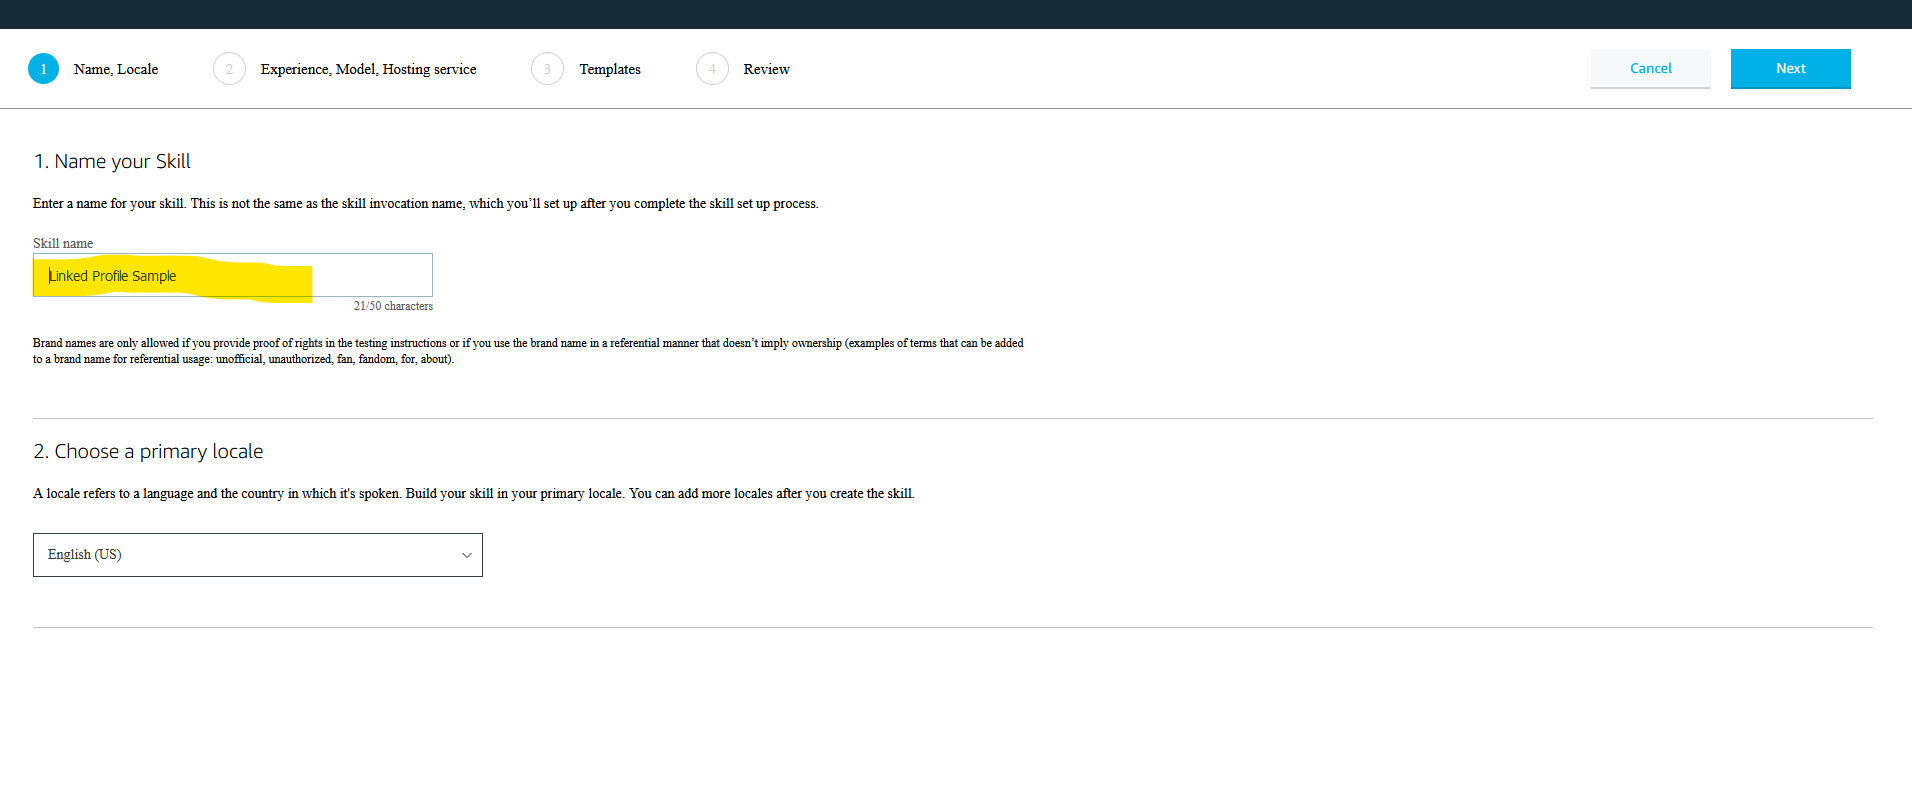 1 Name, Locale 2 Experience, Model, Hosting service 3 Templates 4 Review Cancel Next
1. Name your Skill
Enter a name for your skill. This is not the same as the skill invocation name, which you’ll set up after you complete the skill set up process.
Skill name
Linked Profile Sample
21/50 characters
Brand names are only allowed if you provide proof of rights in the testing instructions or if you use the brand name in a referential manner that doesn’t imply ownership (examples of terms that can be added
to a brand name for referential usage: unofficial, unauthorized, fan, fandom, for, about).
2. Choose a primary locale
A locale refers to a language and the country in which it's spoken. Build your skill in your primary locale. You can add more locales after you create the skill.
English (US)